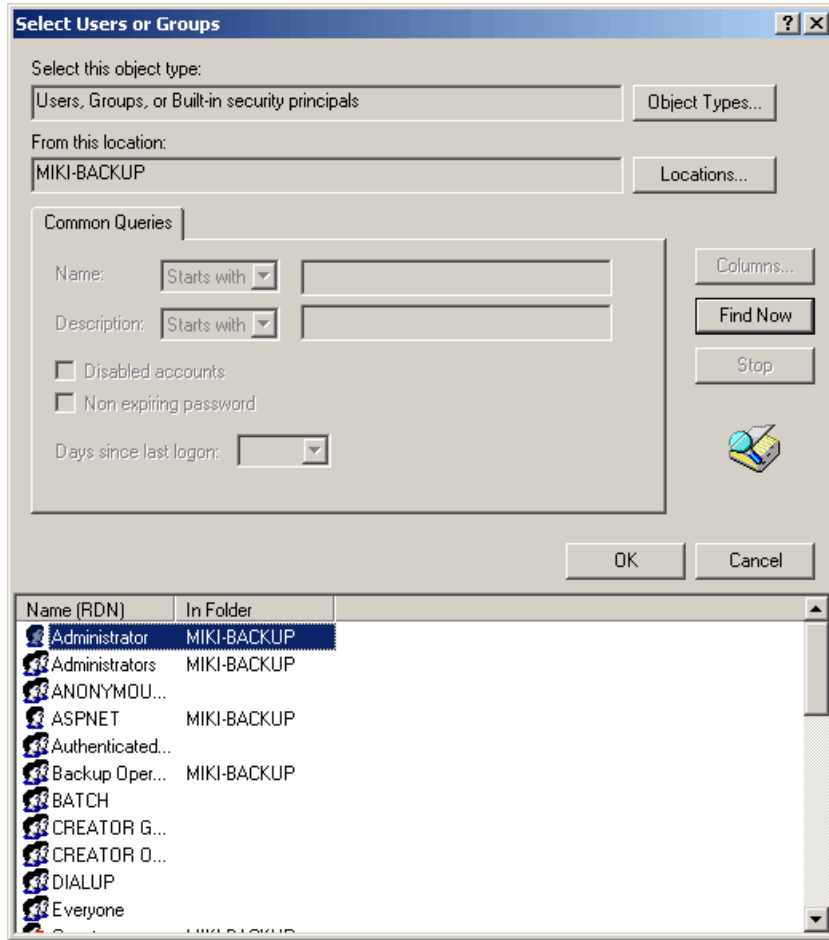 Select Users or Groups
Select this object type:
Users, Groups, or Built-in security principals
Object Types...
From this location:
MIKI-BACKUP
Locations...
Common Queries
Name:
Starts with
Columns...
Description:
Starts with
Find Now
Disabled accounts
Stop
Non expiring password
Days since last logon:
OK
Cancel
Name (RDN) In Folder
Administrator MIKI-BACKUP
Administrators MIKI-BACKUP
ANONYMOU...
ASPNET MIKI-BACKUP
Authenticated...
Backup Oper... MIKI-BACKUP
BATCH
CREATOR G...
CREATOR O...
DIALUP
Everyone